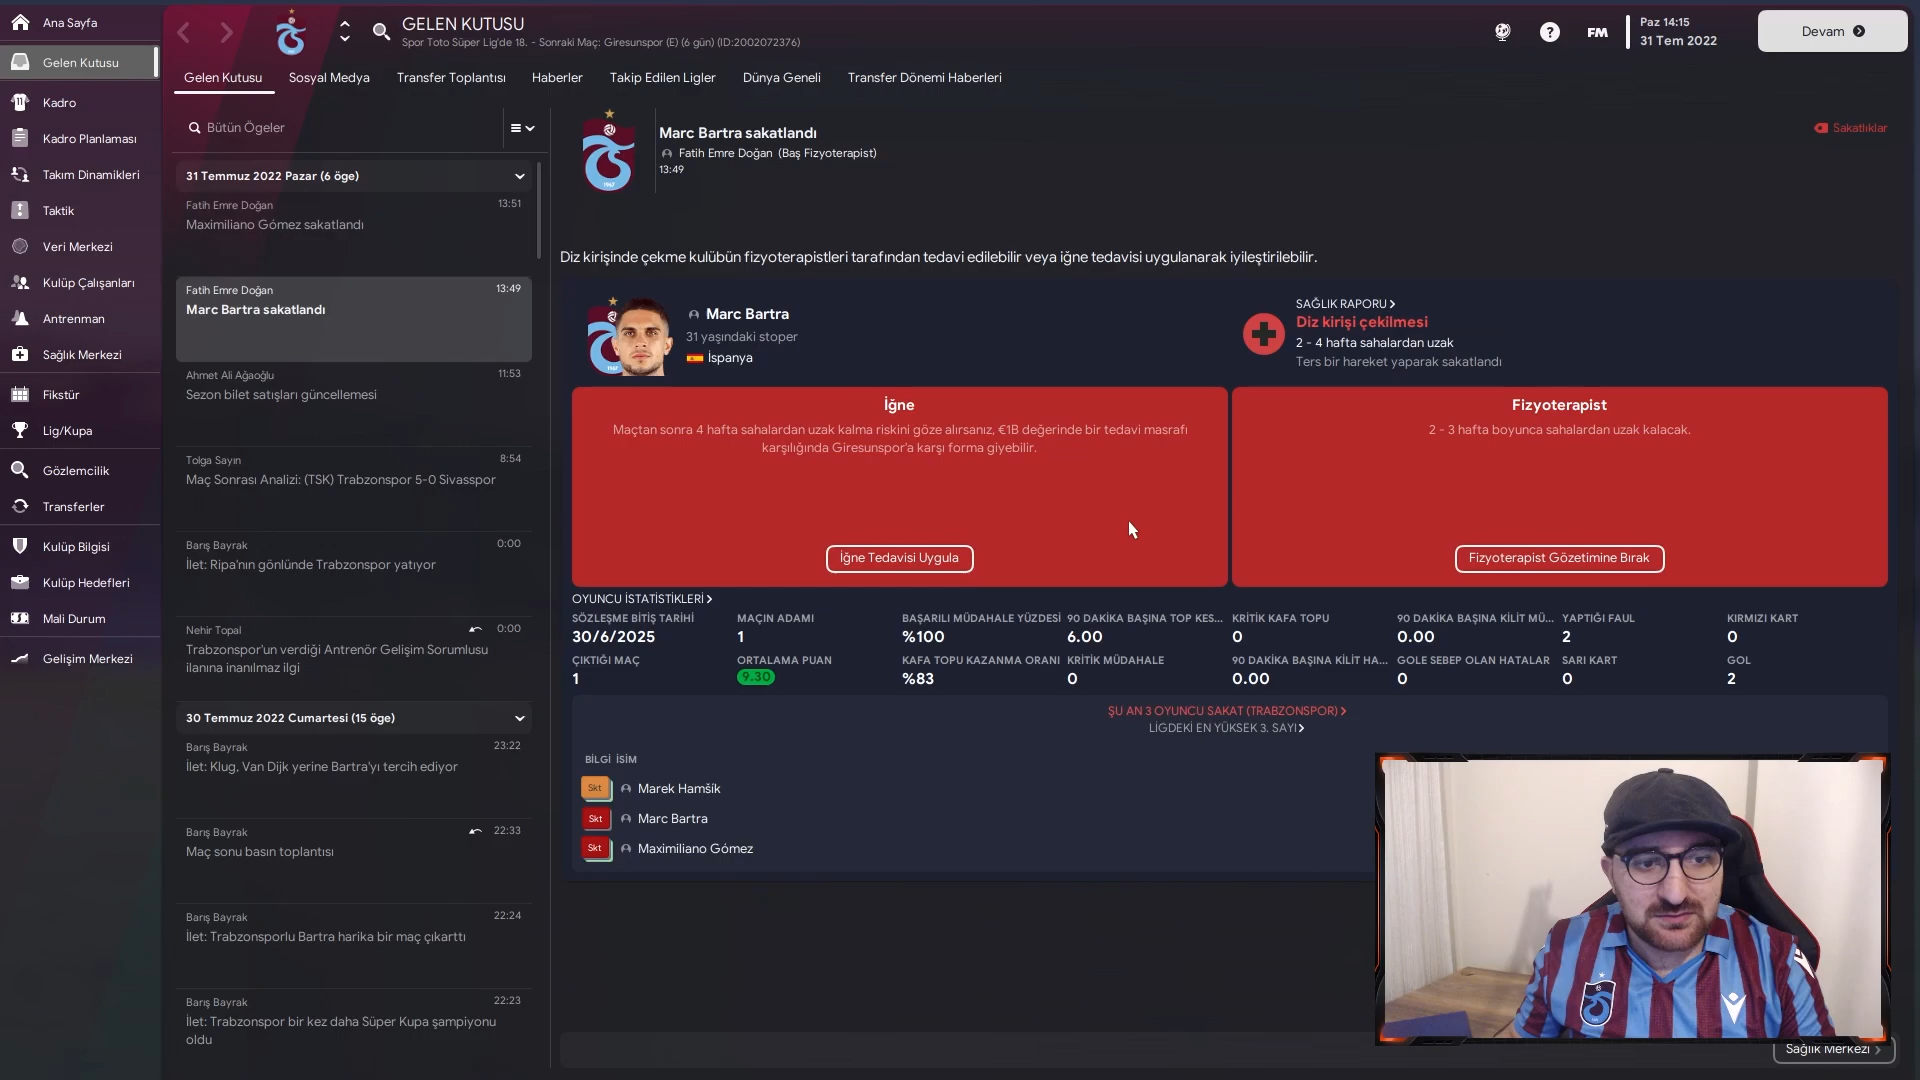 Ana Sayfa
Gelen Kutusu
Kadro
Kadro Planlaması
Takım Dinamikleri
Taktik
Veri Merkezi
Kulüp Çalışanları
Antrenman
Sağlık Merkezi
Fikstür
Lig/Kupa
Gözlemcilik
Transferler
Kulüp Bilgisi
Kulüp Hedefleri
Mali Durum
Gelişim Merkezi
GELEN KUTUSU
Spor Toto Süper Lig'de 18. - Sonraki Maç: Giresunspor (E) (6 gün) (ID:2002072376)
FM
Paz 14:15
31 Tem 2022
Devam
Gelen Kutusu Sosyal Medya Transfer Toplantısı Haberler Takip Edilen Ligler Dünya Geneli Transfer Dönemi Haberleri
Bütün Ögeler
31 Temmuz 2022 Pazar (6 öge)
Fatih Emre Doğan 13:51
Maximiliano Gómez sakatlandı
Fatih Emre Doğan 13:49
Marc Bartra sakatlandı
Ahmet Ali Ağaoğlu 11:53
Sezon bilet satışları güncellemesi
Tolga Sayın 8:54
Maç Sonrası Analizi: (TSK) Trabzonspor 5-0 Sivasspor
Barış Bayrak 0:00
İlet: Ripa'nın gönlünde Trabzonspor yatıyor
Nehir Topal 0:00
Trabzonspor'un verdiği Antrenör Gelişim Sorumlusu
ilanına inanılmaz ilgi
30 Temmuz 2022 Cumartesi (15 öge)
Barış Bayrak 23:22
İlet: Klug, Van Dijk yerine Bartra'yı tercih ediyor
Barış Bayrak 22:33
Maç sonu basın toplantısı
Barış Bayrak 22:24
İlet: Trabzonsporlu Bartra harika bir maç çıkarttı
Barış Bayrak 22:23
İlet: Trabzonspor bir kez daha Süper Kupa şampiyonu
oldu
Marc Bartra sakatlandı
Fatih Emre Doğan (Baş Fizyoterapist)
13:49
Sakatlıklar
Diz kirişinde çekme kulübün fizyoterapistleri tarafından tedavi edilebilir veya iğne tedavisi uygulanarak iyileştirilebilir.
Marc Bartra
31 yaşındaki stoper
İspanya
SAĞLIK RAPORU
Diz kirişi çekilmesi
2 - 4 hafta sahalardan uzak
Ters bir hareket yaparak sakatlandı
İğne
Maçtan sonra 4 hafta sahalardan uzak kalma riskini göze alırsanız, €1B değerinde bir tedavi masrafı
karşılığında Giresunspor'a karşı forma giyebilir.
İğne Tedavisi Uygula
Fizyoterapist
2 - 3 hafta boyunca sahalardan uzak kalacak.
Fizyoterapist Gözetimine Bırak
OYUNCU İSTATİSTİKLERİ
SÖZLEŞME BİTİŞ TARİHİ MAÇIN ADAMI BAŞARILI MÜDAHALE YÜZDESİ 90 DAKİKA BAŞINA TOP KES... KRİTİK KAFA TOPU 90 DAKİKA BAŞINA KİLİT MÜ... YAPTIĞI FAUL KIRMIZI KART
30/6/2025 1 %100 6.00 0 0.00 2 0
ÇIKTIĞI MAÇ ORTALAMA PUAN KAFA TOPU KAZANMA ORANI KRİTİK MÜDAHALE 90 DAKİKA BAŞINA KİLİT HA... GOLE SEBEP OLAN HATALAR SARI KART GOL
1 9.30 %83 0 0.00 0 0 2
ŞU AN 3 OYUNCU SAKAT (TRABZONSPOR)
LİGDEKİ EN YÜKSEK 3. SAYI
BİLGİ İSİM
Skt Marek Hamšík
Skt Marc Bartra
Skt Maximiliano Gómez
Sağlık Merkezi